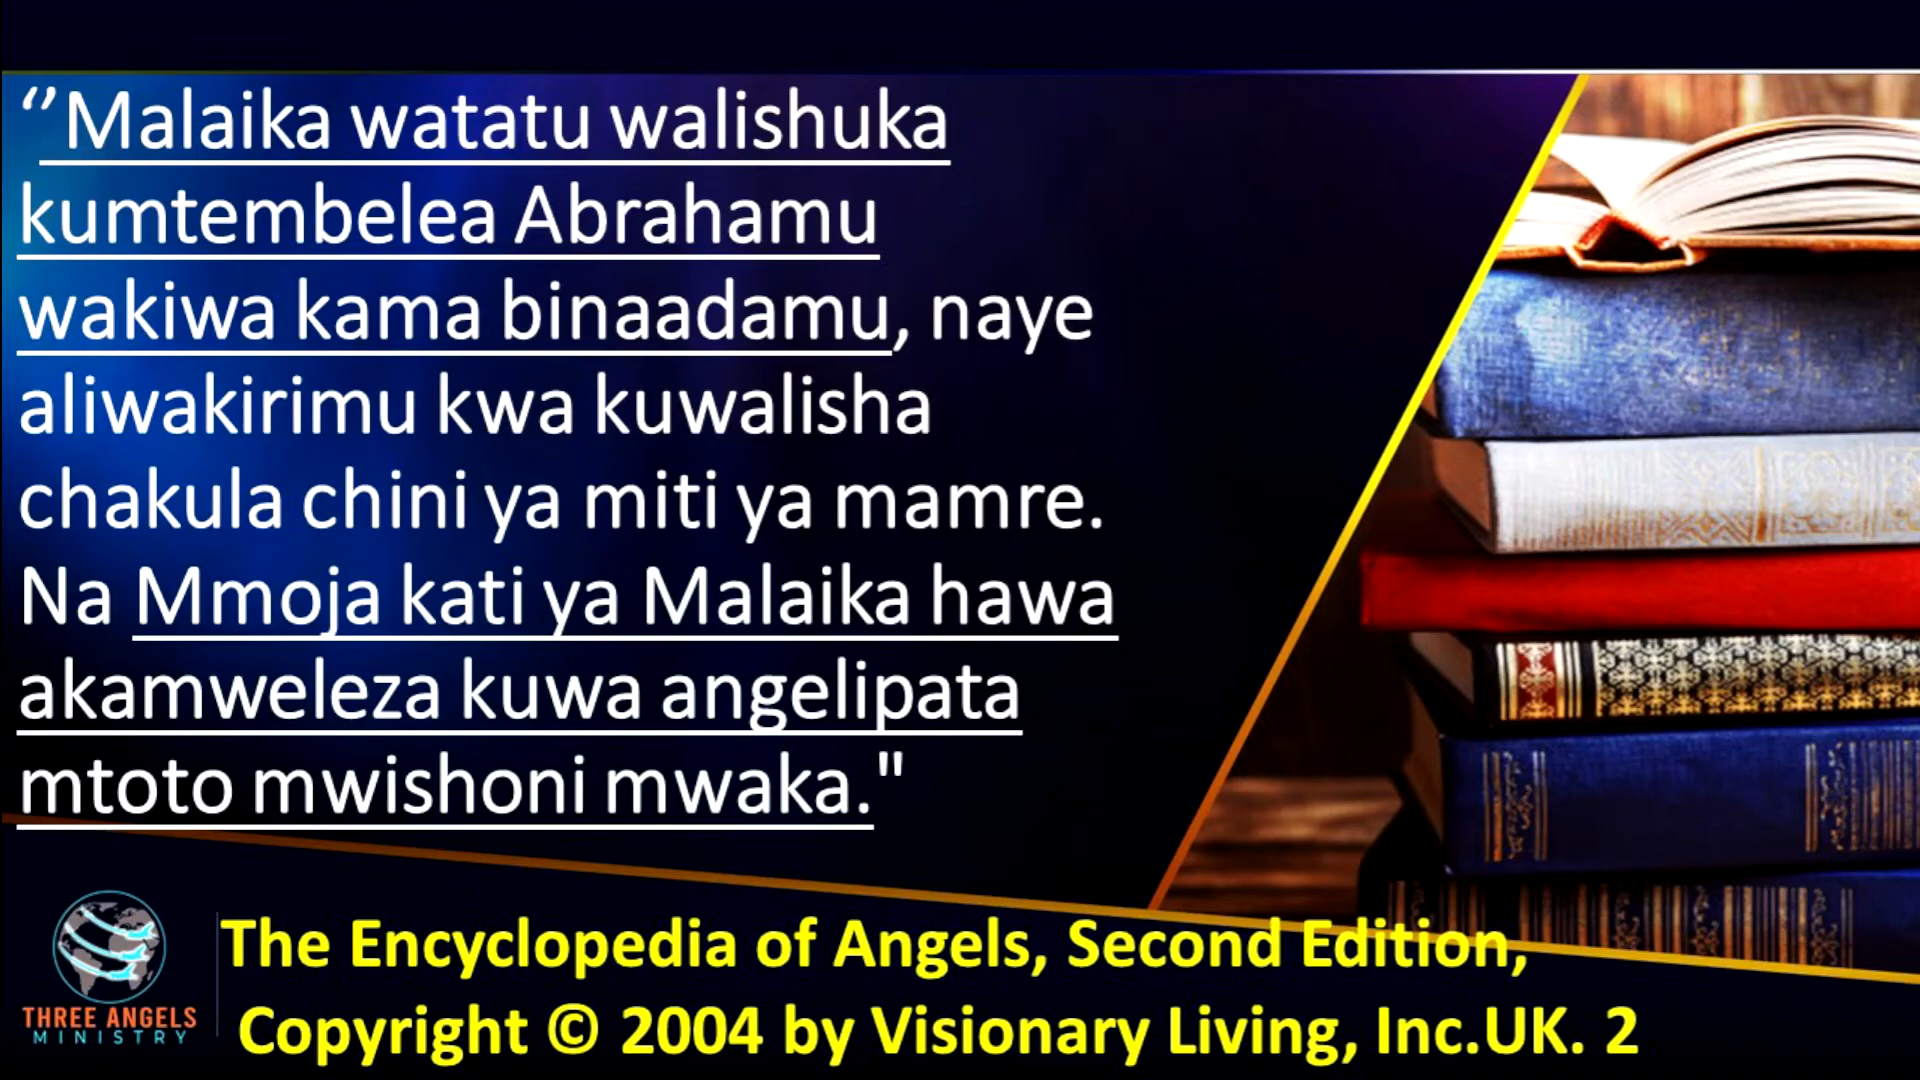 ‘’Malaika watatu walishuka
kumtembelea Abrahamu
wakiwa kama binaadamu, naye
aliwakirimu kwa kuwalisha
chakula chini ya miti ya mamre.
Na Mmoja kati ya Malaika hawa
akamweleza kuwa angelipata
mtoto mwishoni mwaka."
The Encyclopedia of Angels, Second Edition,
Copyright © 2004 by Visionary Living, Inc.UK. 2
THREE ANGELS
MINISTRY